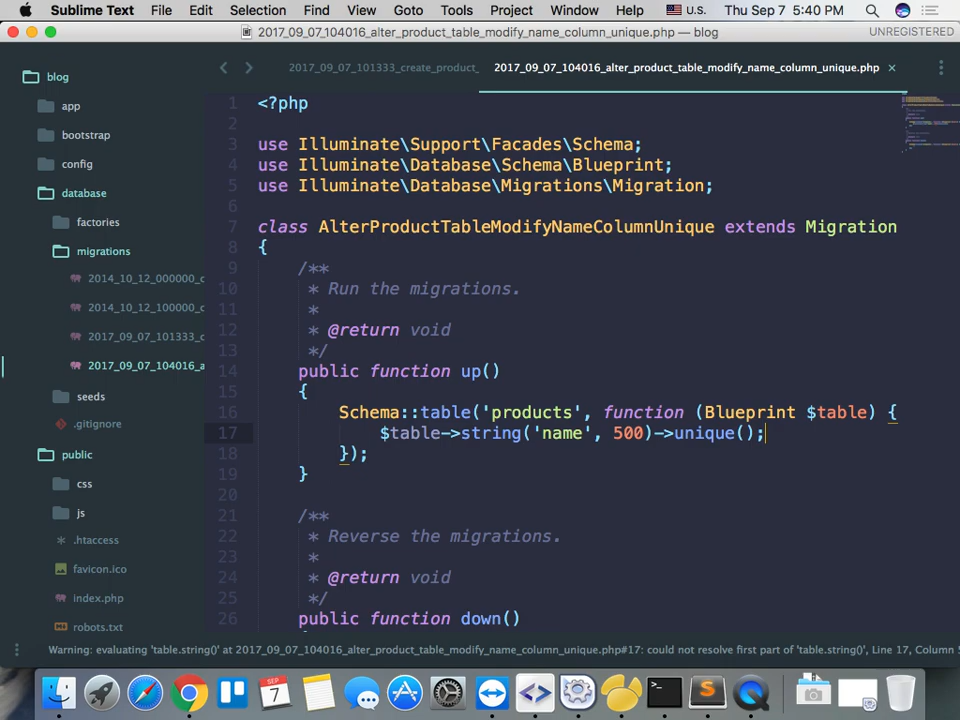 Sublime Text File Edit Selection Find View Goto Tools Project Window Help U.S. Thu Sep 7 5:40 PM
2017_09_07_104016_alter_product_table_modify_name_column_unique.php — blog UNREGISTERED
2017_09_07_101333_create_product_ 2017_09_07_104016_alter_product_table_modify_name_column_unique.php ×
blog
app
bootstrap
config
database
factories
migrations
2014_10_12_000000_c
2014_10_12_100000_c
2017_09_07_101333_c
2017_09_07_104016_a
seeds
.gitignore
public
css
js
.htaccess
favicon.ico
index.php
robots.txt
1 <?php
2
3 use Illuminate\Support\Facades\Schema;
4 use Illuminate\Database\Schema\Blueprint;
5 use Illuminate\Database\Migrations\Migration;
6
7 class AlterProductTableModifyNameColumnUnique extends Migration
8 {
9 /**
10 * Run the migrations.
11 *
12 * @return void
13 */
14 public function up()
15 {
16 Schema::table('products', function (Blueprint $table) {
17 $table->string('name', 500)->unique();
18 });
19 }
20
21 /**
22 * Reverse the migrations.
23 *
24 * @return void
25 */
26 public function down()
Warning: evaluating 'table.string()' at 2017_09_07_104016_alter_product_table_modify_name_column_unique.php#17: could not resolve first part of 'table.string()', Line 17, Column 5
SEP
7